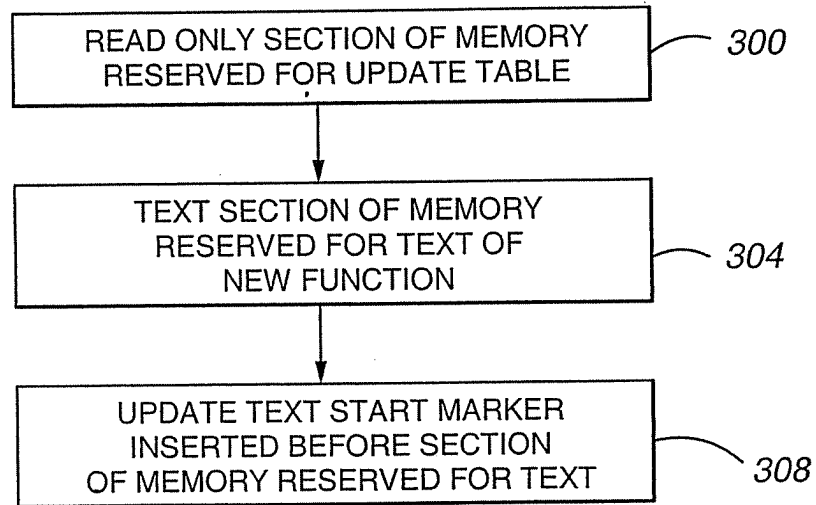 READ ONLY SECTION OF MEMORY
RESERVED FOR UPDATE TABLE
300
TEXT SECTION OF MEMORY
RESERVED FOR TEXT OF
NEW FUNCTION
304
UPDATE TEXT START MARKER
INSERTED BEFORE SECTION
OF MEMORY RESERVED FOR TEXT
308